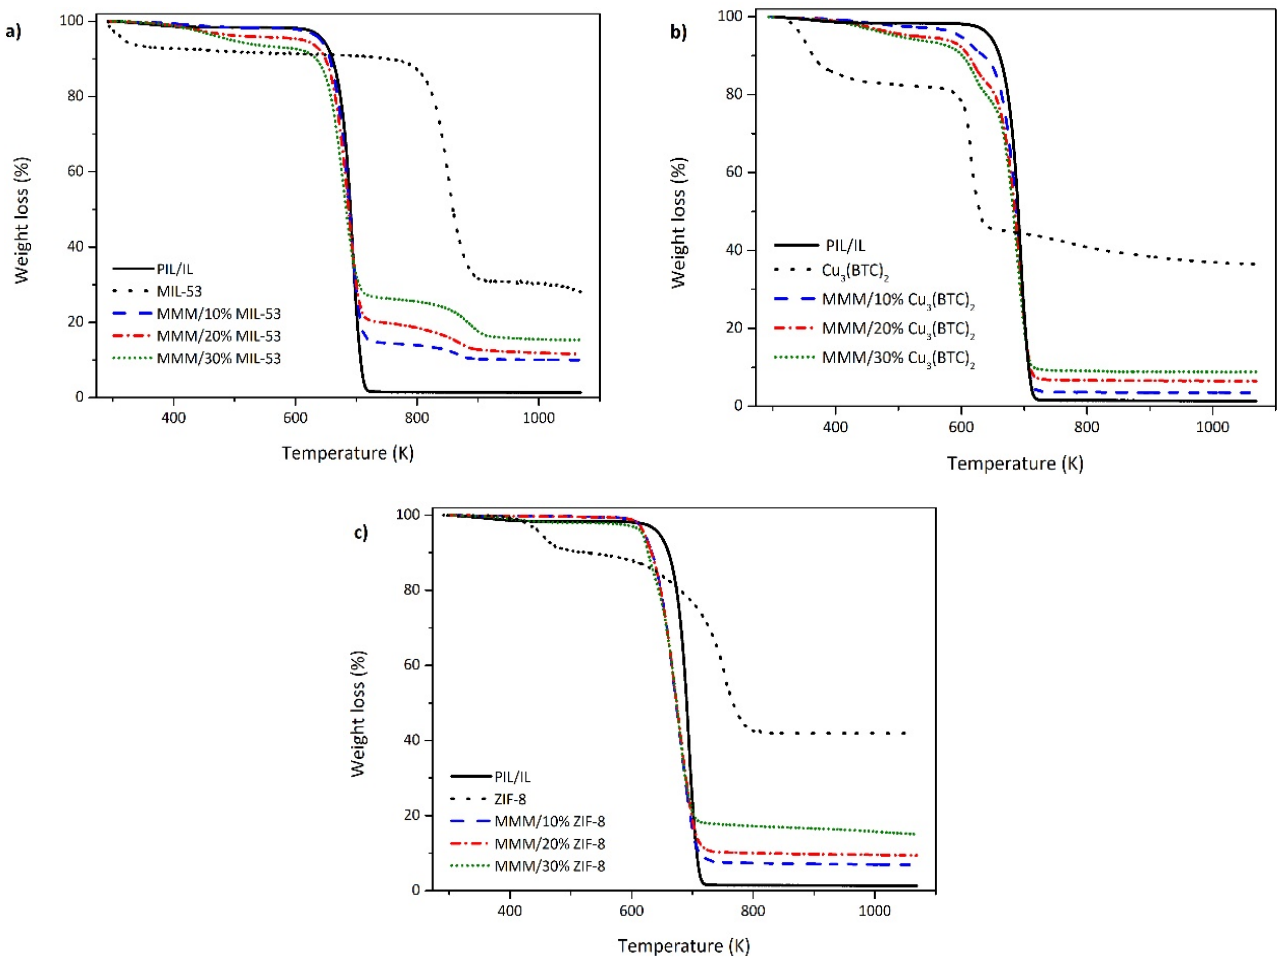 a)
100
80
60
40
20
0
Weight loss (%)
PIL/IL
MIL-53
MMM/10% MIL-53
MMM/20% MIL-53
MMM/30% MIL-53
400 600 800 1000
Temperature (K)
b)
100
80
60
40
20
0
Weight loss (%)
PIL/IL
Cu₃(BTC)₂
MMM/10% Cu₃(BTC)₂
MMM/20% Cu₃(BTC)₂
MMM/30% Cu₃(BTC)₂
400 600 800 1000
Temperature (K)
c)
100
80
60
40
20
0
Weight loss (%)
PIL/IL
ZIF-8
MMM/10% ZIF-8
MMM/20% ZIF-8
MMM/30% ZIF-8
400 600 800 1000
Temperature (K)